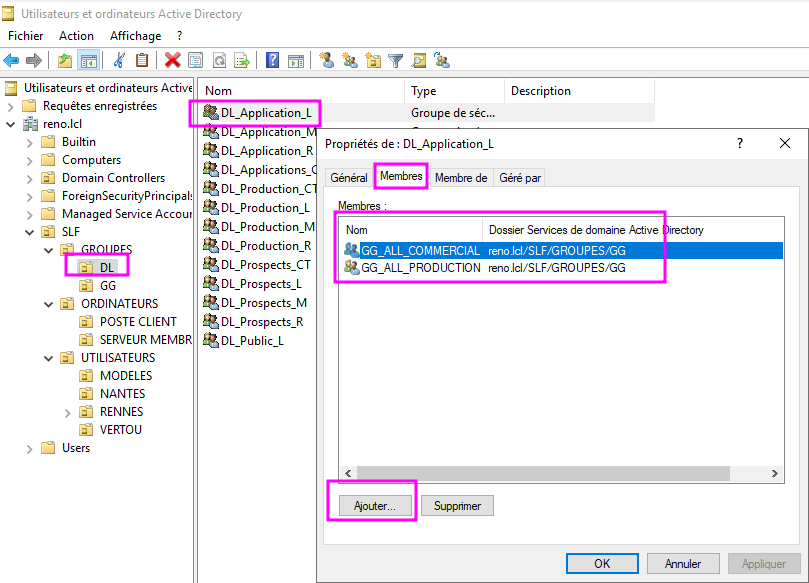 Utilisateurs et ordinateurs Active Directory
Fichier Action Affichage ?
Utilisateurs et ordinateurs Active
Requêtes enregistrées
reno.lcl
Builtin
Computers
Domain Controllers
ForeignSecurityPrincipals
Managed Service Accour
SLF
GROUPES
DL
GG
ORDINATEURS
POSTE CLIENT
SERVEUR MEMBR
UTILISATEURS
MODELES
NANTES
RENNES
VERTOU
Users
Nom Type Description
DL_Application_L Groupe de séc...
DL_Application_M
DL_Application_R
DL_Applications_C
DL_Production_CT
DL_Production_L
DL_Production_M
DL_Production_R
DL_Prospects_CT
DL_Prospects_L
DL_Prospects_M
DL_Prospects_R
DL_Public_L
Propriétés de : DL_Application_L ?
Général Membres Membre de Géré par
Membres :
Nom Dossier Services de domaine Active Directory
GG_ALL_COMMERCIAL reno.lcl/SLF/GROUPES/GG
GG_ALL_PRODUCTION reno.lcl/SLF/GROUPES/GG
Ajouter... Supprimer
OK Annuler Appliquer